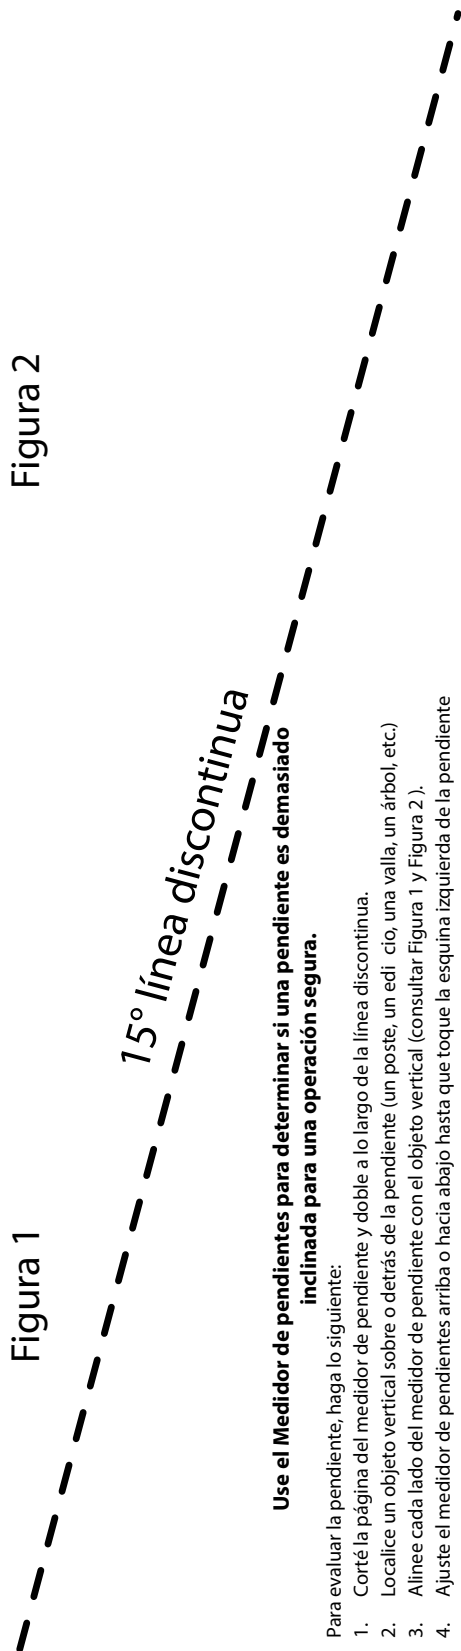 Figura 1
Figura 2
15° línea discontinua
Use el Medidor de pendientes para determinar si una pendiente es demasiado
inclinada para una operación segura.
Para evaluar la pendiente, haga lo siguiente:
1. Corté la página del medidor de pendiente y doble a lo largo de la línea discontinua.
2. Localice un objeto vertical sobre o detrás de la pendiente (un poste, un edi cio, una valla, un árbol, etc.)
3. Alinee cada lado del medidor de pendiente con el objeto vertical (consultar Figura 1 y Figura 2 ).
4. Ajuste el medidor de pendientes arriba o hacia abajo hasta que toque la esquina izquierda de la pendiente